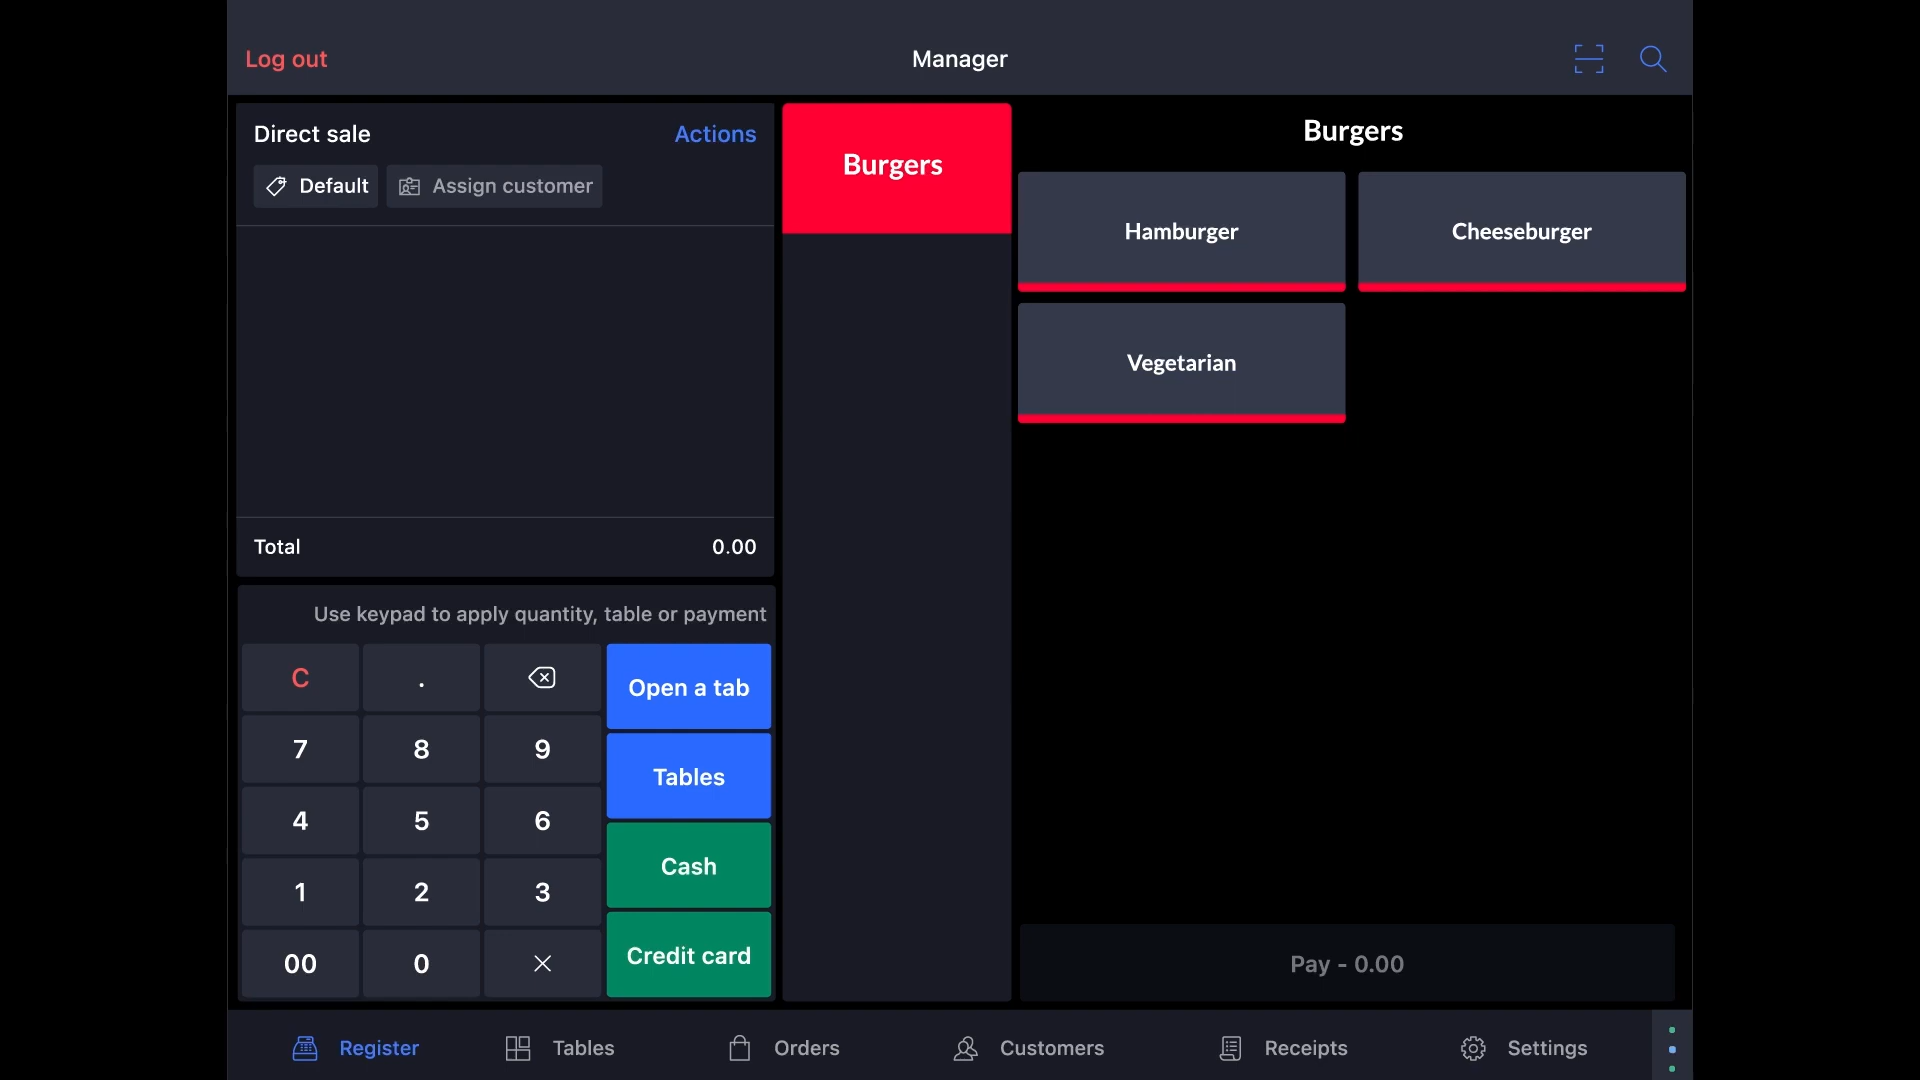 Log out
Manager
Direct sale
Actions
Default
Assign customer
Total
0.00
Use keypad to apply quantity, table or payment
C
.
7
8
9
4
5
6
1
2
3
00
0
Open a tab
Tables
Cash
Credit card
Burgers
Burgers
Hamburger
Cheeseburger
Vegetarian
Pay - 0.00
Register
Tables
Orders
Customers
Receipts
Settings